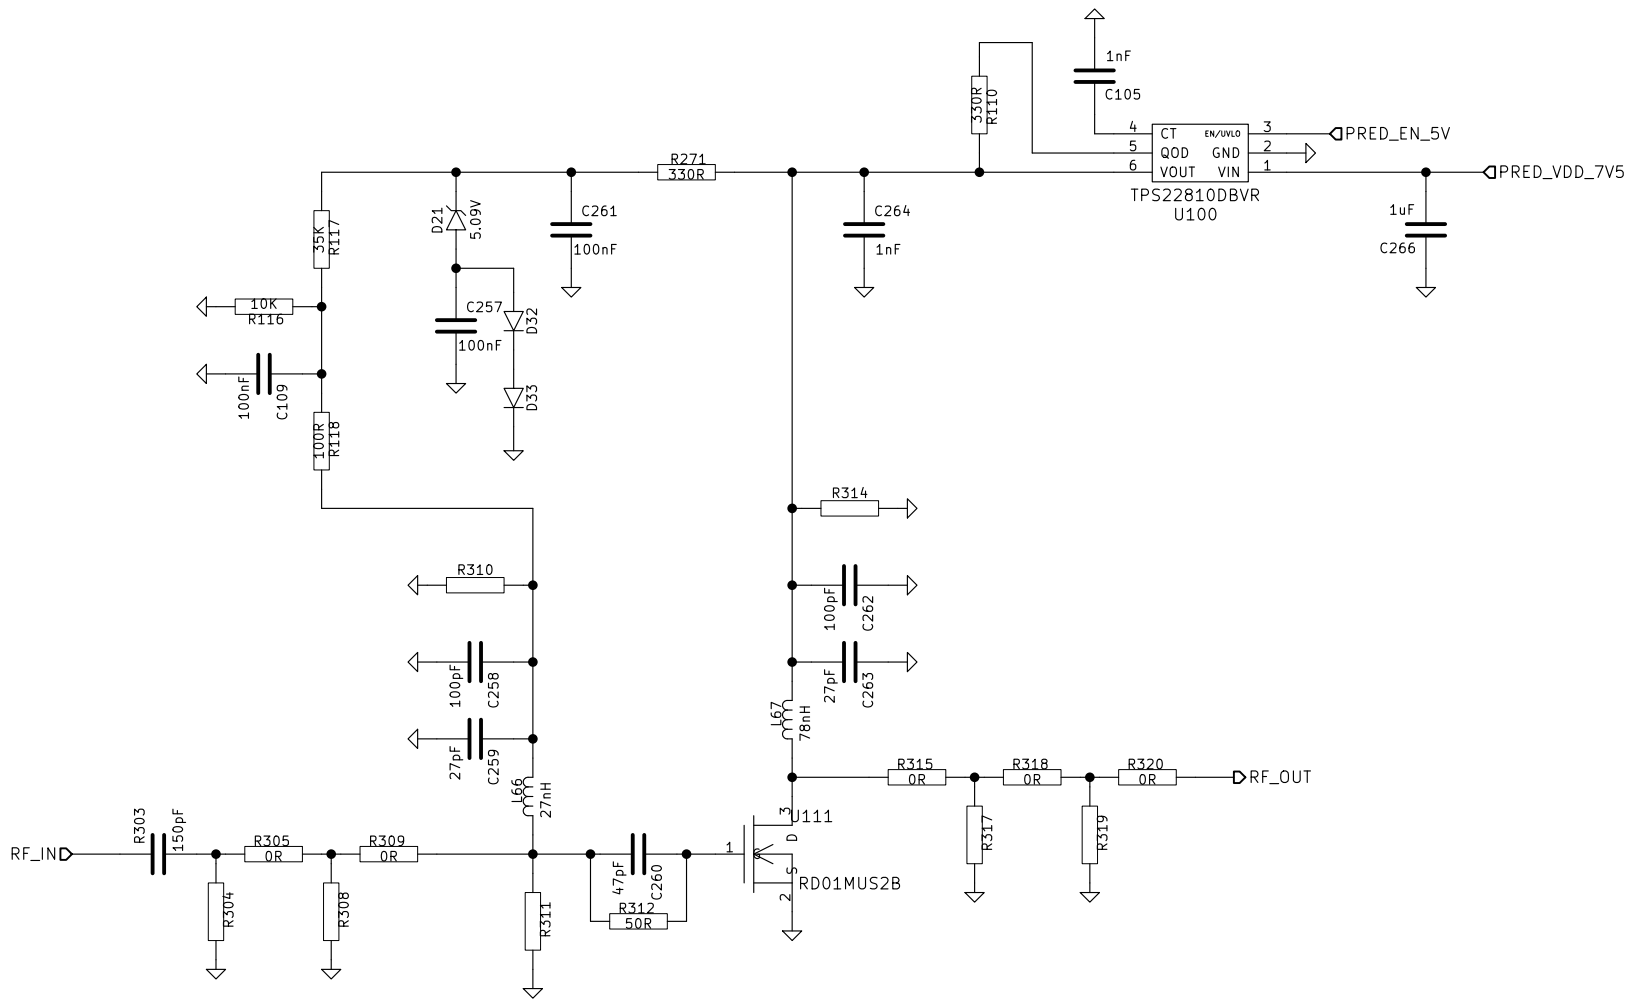 1nF
C105
330R
R110
4 CT EN/UVLO 3 PRED_EN_5V
5 QOD GND 2
6 VOUT VIN 1 PRED_VDD_7V5
TPS22810DBVR
U100
R271
330R
D21
5.09V
C261
100nF
C264
1nF
1uF
C266
35K
R117
10K
R116
C257
100nF
D32
D33
100nF
C109
100R
R118
R314
R310
100pF
C262
100pF
C258
27pF
C263
27pF
C259
L67
78nH
L66
27nH
R315
0R
R318
0R
R320
0R
RF_OUT
R317
R319
3
U111
D
G
S
1
2
RD01MUS2B
RF_IN
R303
150pF
R305
0R
R309
0R
47pF
C260
R312
50R
R304
R308
R311